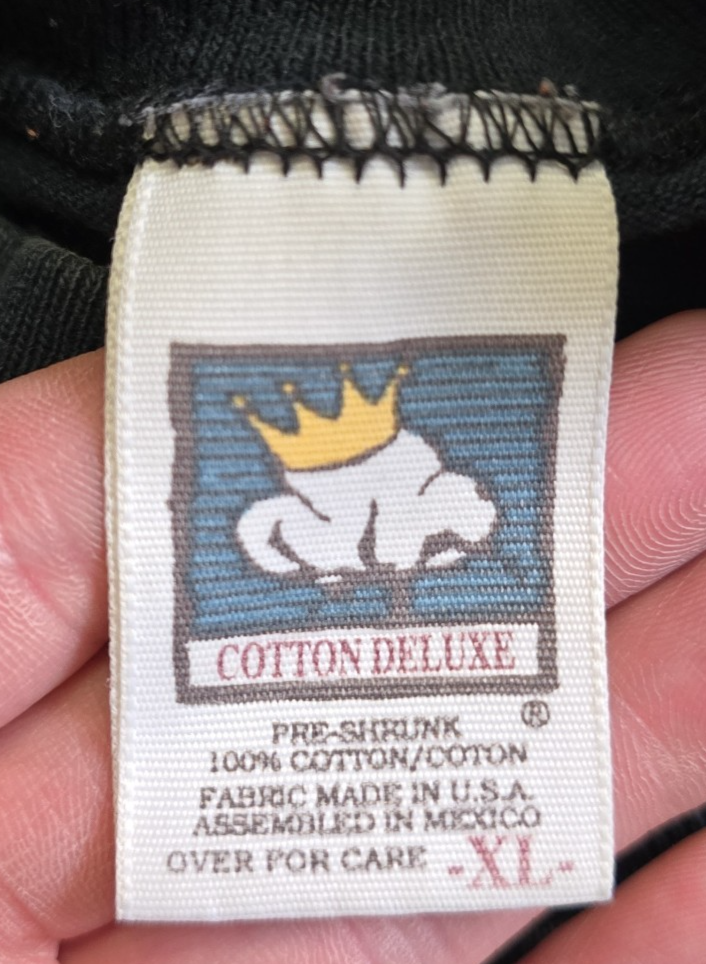 COTTON DELUXE
®
PRE-SHRUNK
100% COTTON/COTON
FABRIC MADE IN U.S.A.
ASSEMBLED IN MEXICO
OVER FOR CARE -XL-